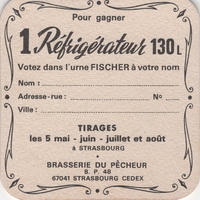 Pour gagner
1 Réfrigérateur 130 L
Votez dans l'urne FISCHER à votre nom
Nom :
Adresse - rue : N°
Ville :
TIRAGES
les 5 mai - juin - juillet et août
à STRASBOURG
BRASSERIE DU PÊCHEUR
B. P. 48
67041 STRASBOURG CEDEX